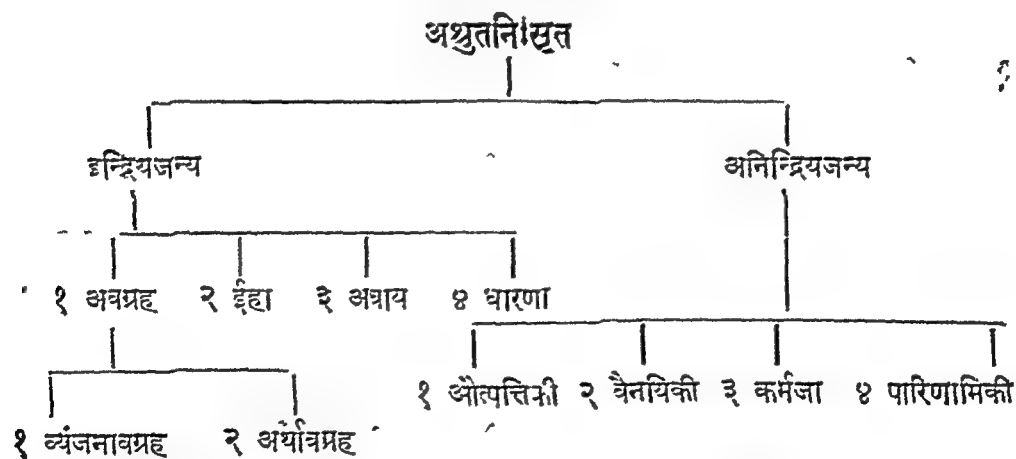 अश्रुतनिःसृत
इन्द्रियजन्य अनिन्द्रियजन्य
१ अवग्रह २ ईहा ३ अवाय ४ धारणा
१ औत्पत्तिकी २ वैनयिकी ३ कर्मजा ४ पारिणामिकी
१ व्यंजनावग्रह २ अर्थावग्रह